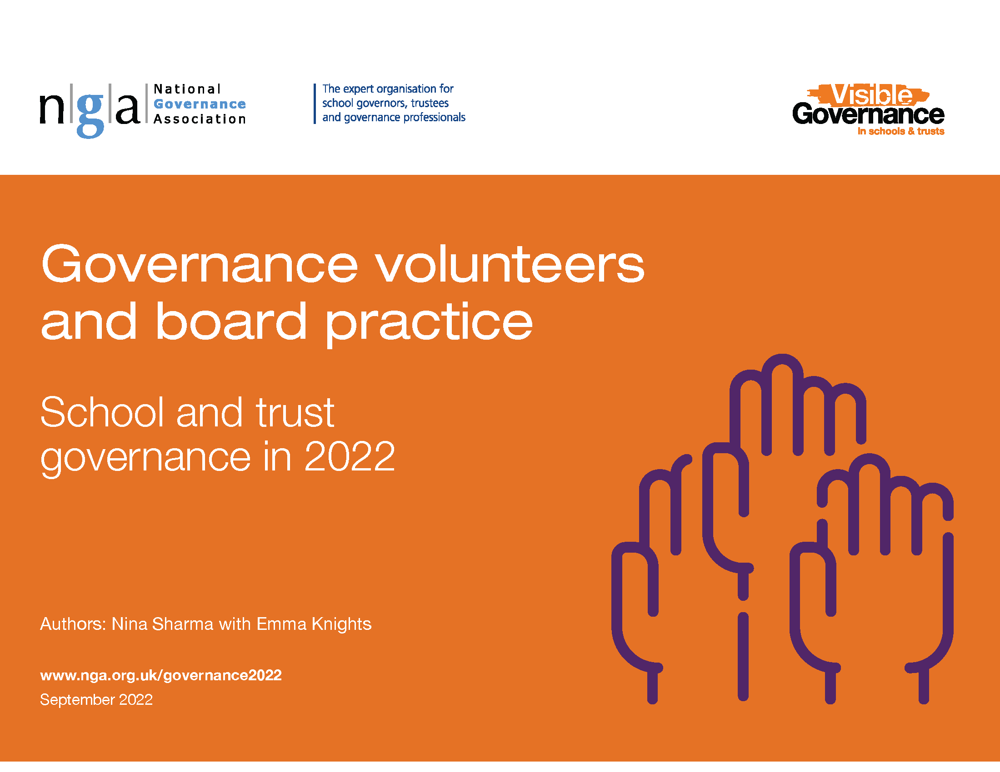 n|g|a
National
Governance
Association
The expert organisation for
school governors, trustees
and governance professionals
Visible
Governance
in schools & trusts
Governance volunteers
and board practice
School and trust
governance in 2022
Authors: Nina Sharma with Emma Knights
www.nga.org.uk/governance2022
September 2022